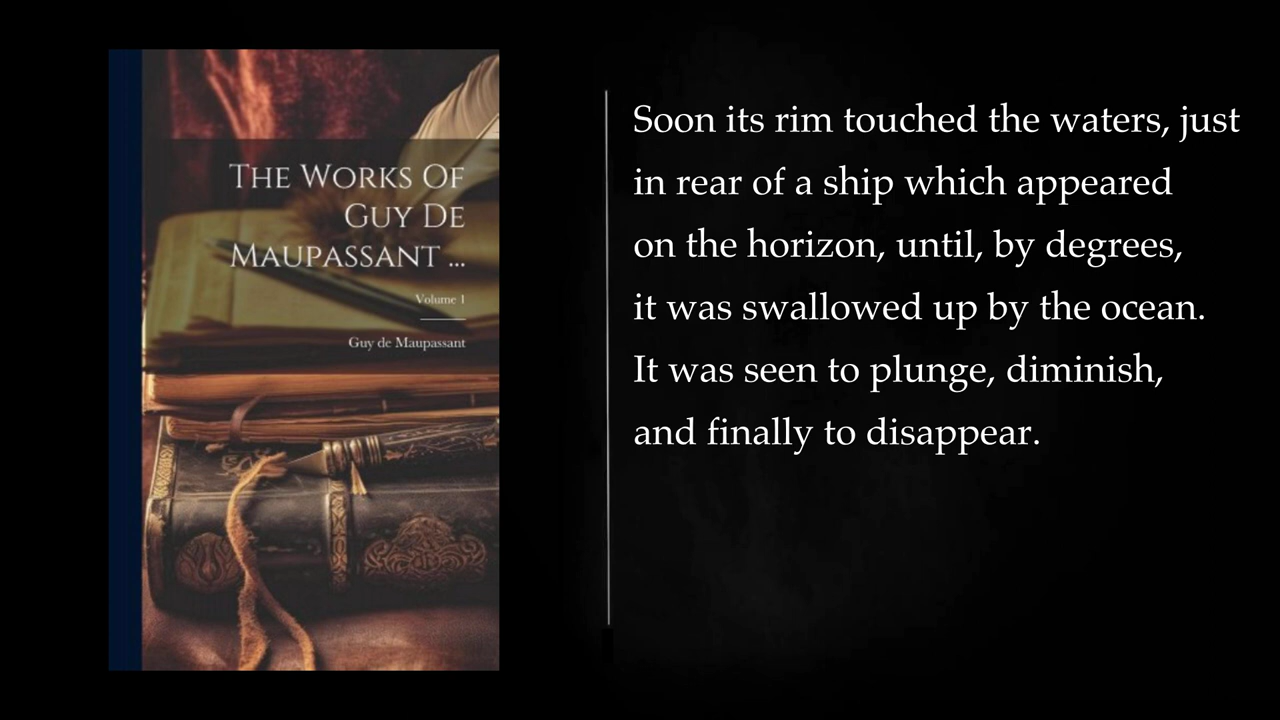 The Works Of
Guy De
Maupassant ...
Volume 1
Guy de Maupassant
Soon its rim touched the waters, just
in rear of a ship which appeared
on the horizon, until, by degrees,
it was swallowed up by the ocean.
It was seen to plunge, diminish,
and finally to disappear.